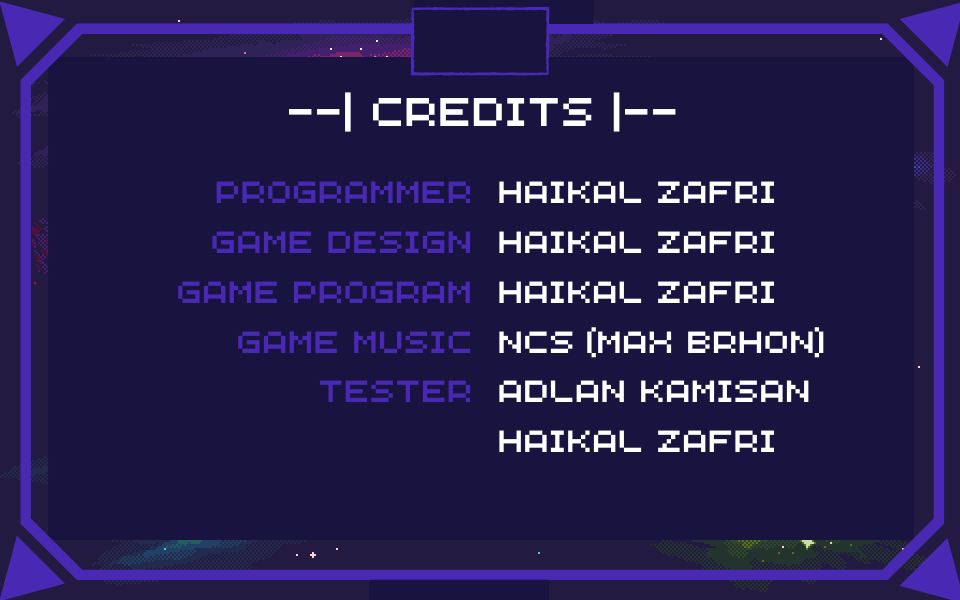 --| CREDITS |--
PROGRAMMER HAIKAL ZAFRI
GAME DESIGN HAIKAL ZAFRI
GAME PROGRAM HAIKAL ZAFRI
GAME MUSIC NCS (MAX BRHON)
TESTER ADLAN KAMISAN
HAIKAL ZAFRI